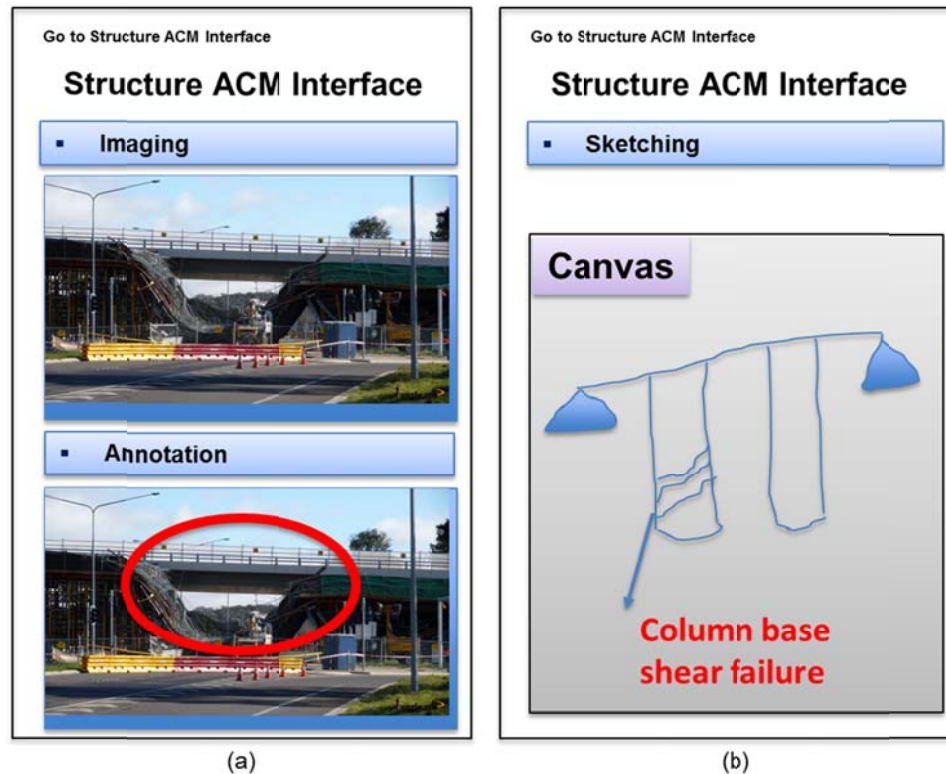 Go to Structure ACM Interface
Structure ACM Interface
▪ Imaging
▪ Annotation
(a)
Go to Structure ACM Interface
Structure ACM Interface
▪ Sketching
Canvas
Column base
shear failure
(b)